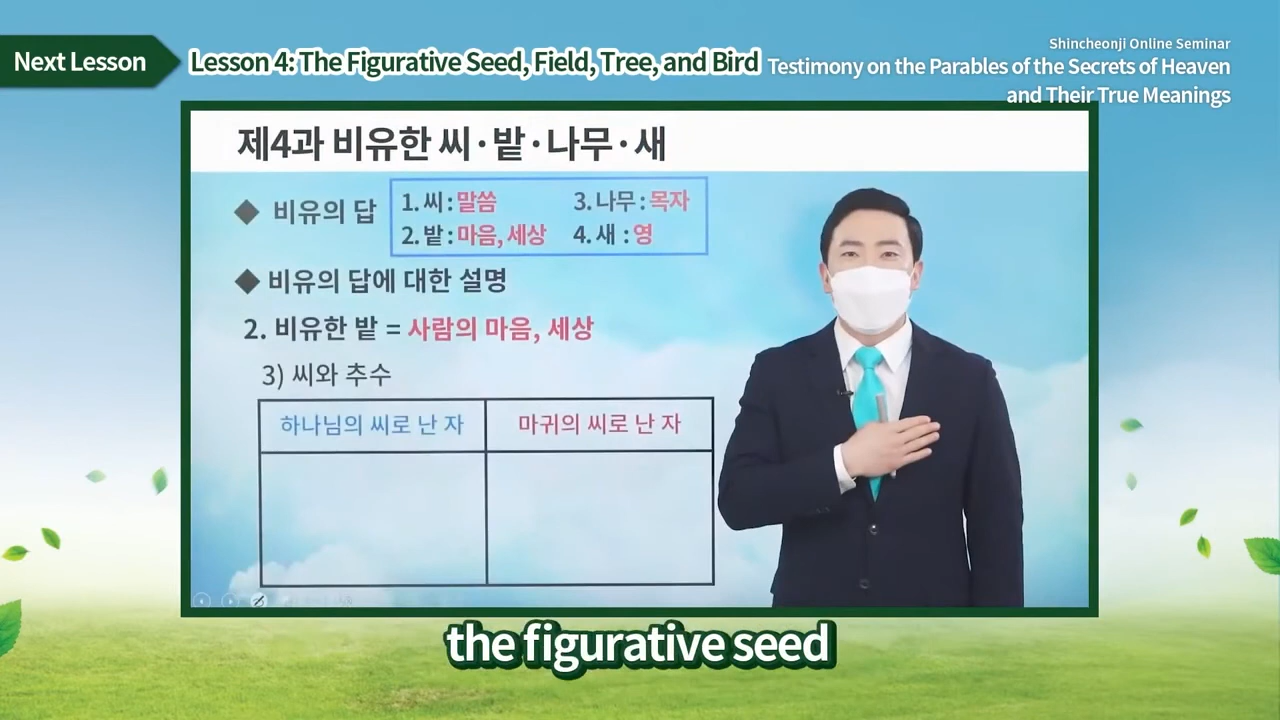 Next Lesson
Lesson 4: The Figurative Seed, Field, Tree, and Bird
Shincheonji Online Seminar
Testimony on the Parables of the Secrets of Heaven
and Their True Meanings
제4과 비유한 씨·밭·나무·새
◆ 비유의 답
1. 씨 : 말씀
3. 나무 : 목자
2. 밭 : 마음, 세상
4. 새 : 영
◆ 비유의 답에 대한 설명
2. 비유한 밭 = 사람의 마음, 세상
3) 씨와 추수
하나님의 씨로 난 자
마귀의 씨로 난 자
the figurative seed